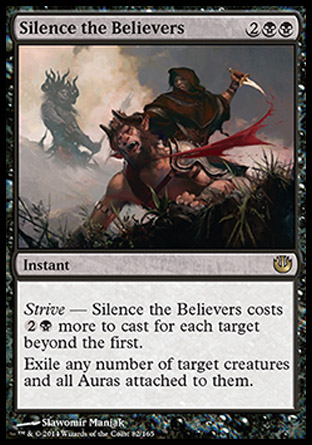 Silence the Believers 2
Instant
Strive — Silence the Believers costs
2 more to cast for each target
beyond the first.
Exile any number of target creatures
and all Auras attached to them.
Slawomir Maniak
™ & © 2014 Wizards of the Coast 82/165